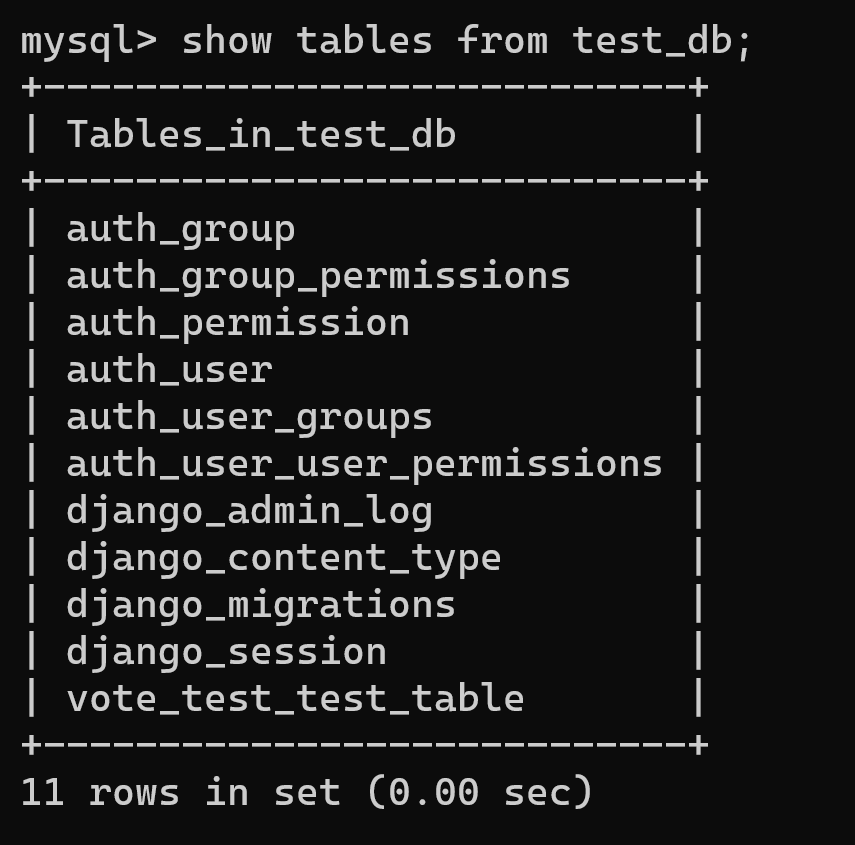 mysql> show tables from test_db;
+----------------------------+
| Tables_in_test_db          |
+----------------------------+
| auth_group                 |
| auth_group_permissions     |
| auth_permission            |
| auth_user                  |
| auth_user_groups           |
| auth_user_user_permissions |
| django_admin_log           |
| django_content_type        |
| django_migrations          |
| django_session             |
| vote_test_test_table       |
+----------------------------+
11 rows in set (0.00 sec)